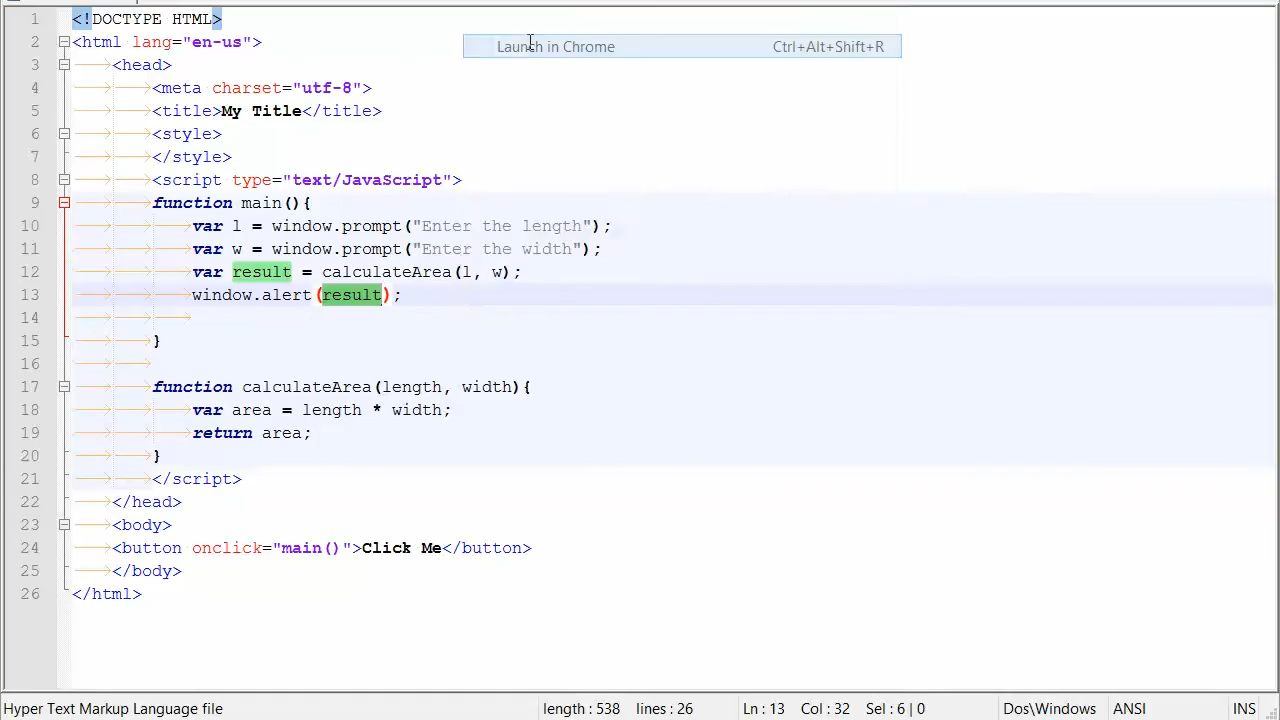 1 <!DOCTYPE HTML>
2 <html lang="en-us">
Launch in Chrome Ctrl+Alt+Shift+R
3 <head>
4 <meta charset="utf-8">
5 <title>My Title</title>
6 <style>
7 </style>
8 <script type="text/JavaScript">
9 function main(){
10 var l = window.prompt("Enter the length");
11 var w = window.prompt("Enter the width");
12 var result = calculateArea(l, w);
13 window.alert(result);
14
15 }
16
17 function calculateArea(length, width){
18 var area = length * width;
19 return area;
20 }
21 </script>
22 </head>
23 <body>
24 <button onclick="main()">Click Me</button>
25 </body>
26 </html>
Hyper Text Markup Language file length : 538 lines : 26 Ln : 13 Col : 32 Sel : 6 | 0 Dos\Windows ANSI INS